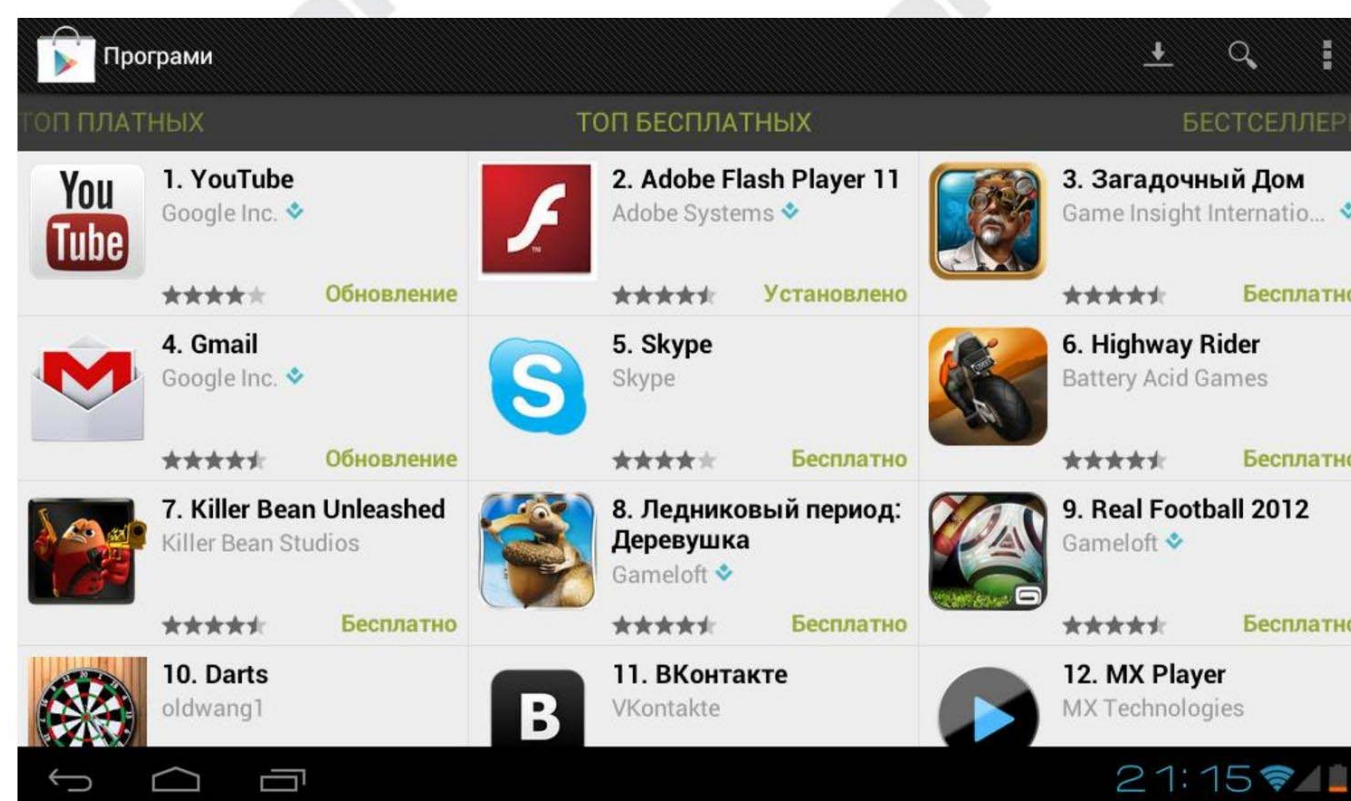 Програми
ТОП ПЛАТНЫХ
ТОП БЕСПЛАТНЫХ
БЕСТСЕЛЛЕР
You
Tube
1. YouTube
Google Inc.
Обновление
2. Adobe Flash Player 11
Adobe Systems
Установлено
3. Загадочный Дом
Game Insight Internatio...
Бесплатно
4. Gmail
Google Inc.
Обновление
5. Skype
Skype
Бесплатно
6. Highway Rider
Battery Acid Games
Бесплатно
7. Killer Bean Unleashed
Killer Bean Studios
Бесплатно
8. Ледниковый период:
Деревушка
Gameloft
Бесплатно
9. Real Football 2012
Gameloft
Бесплатно
10. Darts
oldwang1
B
11. ВКонтакте
VKontakte
12. MX Player
MX Technologies
21:15